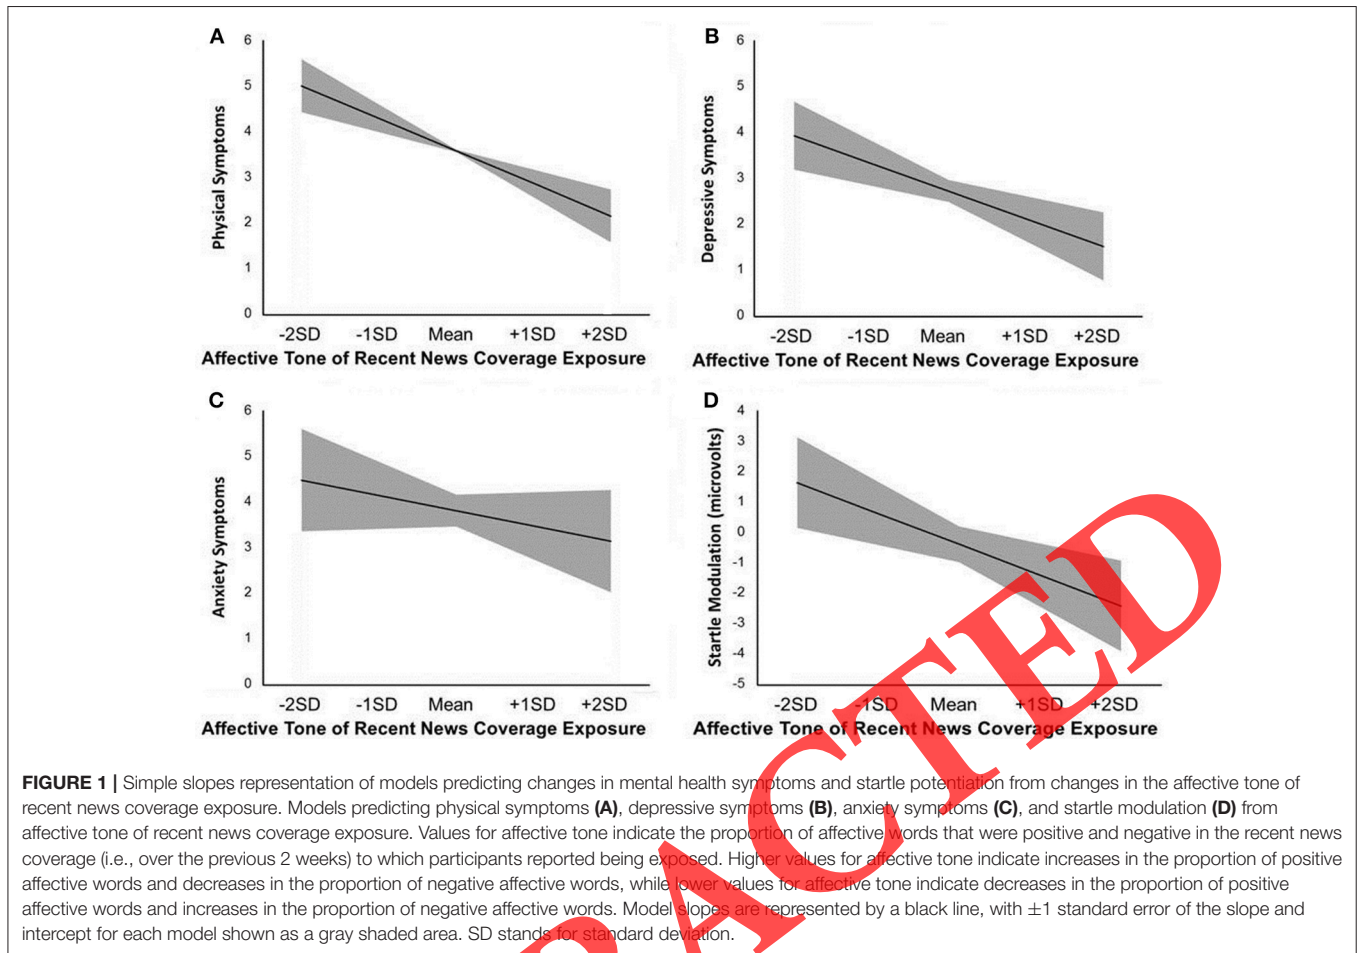 A
6
5
4
3
2
1
0
Physical Symptoms
-2SD -1SD Mean +1SD +2SD
Affective Tone of Recent News Coverage Exposure
B
6
5
4
3
2
1
0
Depressive Symptoms
-2SD -1SD Mean +1SD +2SD
Affective Tone of Recent News Coverage Exposure
C
6
5
4
3
2
1
0
Anxiety Symptoms
-2SD -1SD Mean +1SD +2SD
Affective Tone of Recent News Coverage Exposure
D
4
3
2
1
0
-1
-2
-3
-4
-5
Startle Modulation (microvolts)
-2SD -1SD Mean +1SD +2SD
Affective Tone of Recent News Coverage Exposure
FIGURE 1 | Simple slopes representation of models predicting changes in mental health symptoms and startle potentiation from changes in the affective tone of
recent news coverage exposure. Models predicting physical symptoms (A), depressive symptoms (B), anxiety symptoms (C), and startle modulation (D) from
affective tone of recent news coverage exposure. Values for affective tone indicate the proportion of affective words that were positive and negative in the recent news
coverage (i.e., over the previous 2 weeks) to which participants reported being exposed. Higher values for affective tone indicate increases in the proportion of positive
affective words and decreases in the proportion of negative affective words, while lower values for affective tone indicate decreases in the proportion of positive
affective words and increases in the proportion of negative affective words. Model slopes are represented by a black line, with ±1 standard error of the slope and
intercept for each model shown as a gray shaded area. SD stands for standard deviation.
RACTED